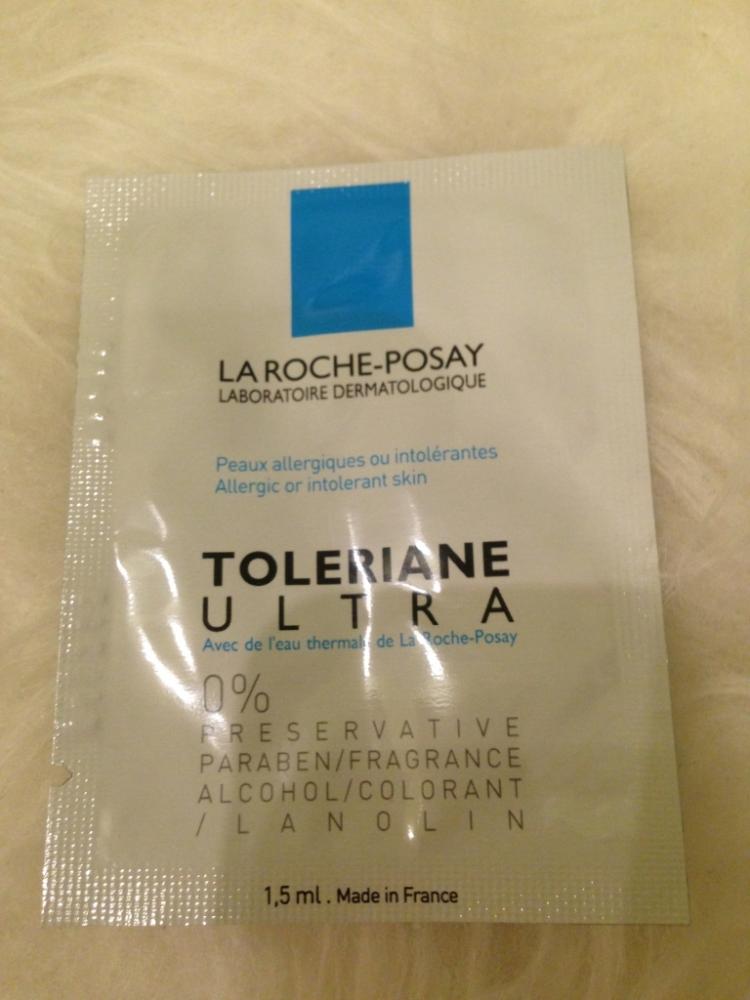 LA ROCHE-POSAY
LABORATOIRE DERMATOLOGIQUE
Peaux allergiques ou intolérantes
Allergic or intolerant skin
TOLERIANE
ULTRA
Avec de l'eau thermale de La Roche-Posay
0%
PRESERVATIVE
PARABEN/FRAGRANCE
ALCOHOL/COLORANT
/LANOLIN
1,5 ml . Made in France